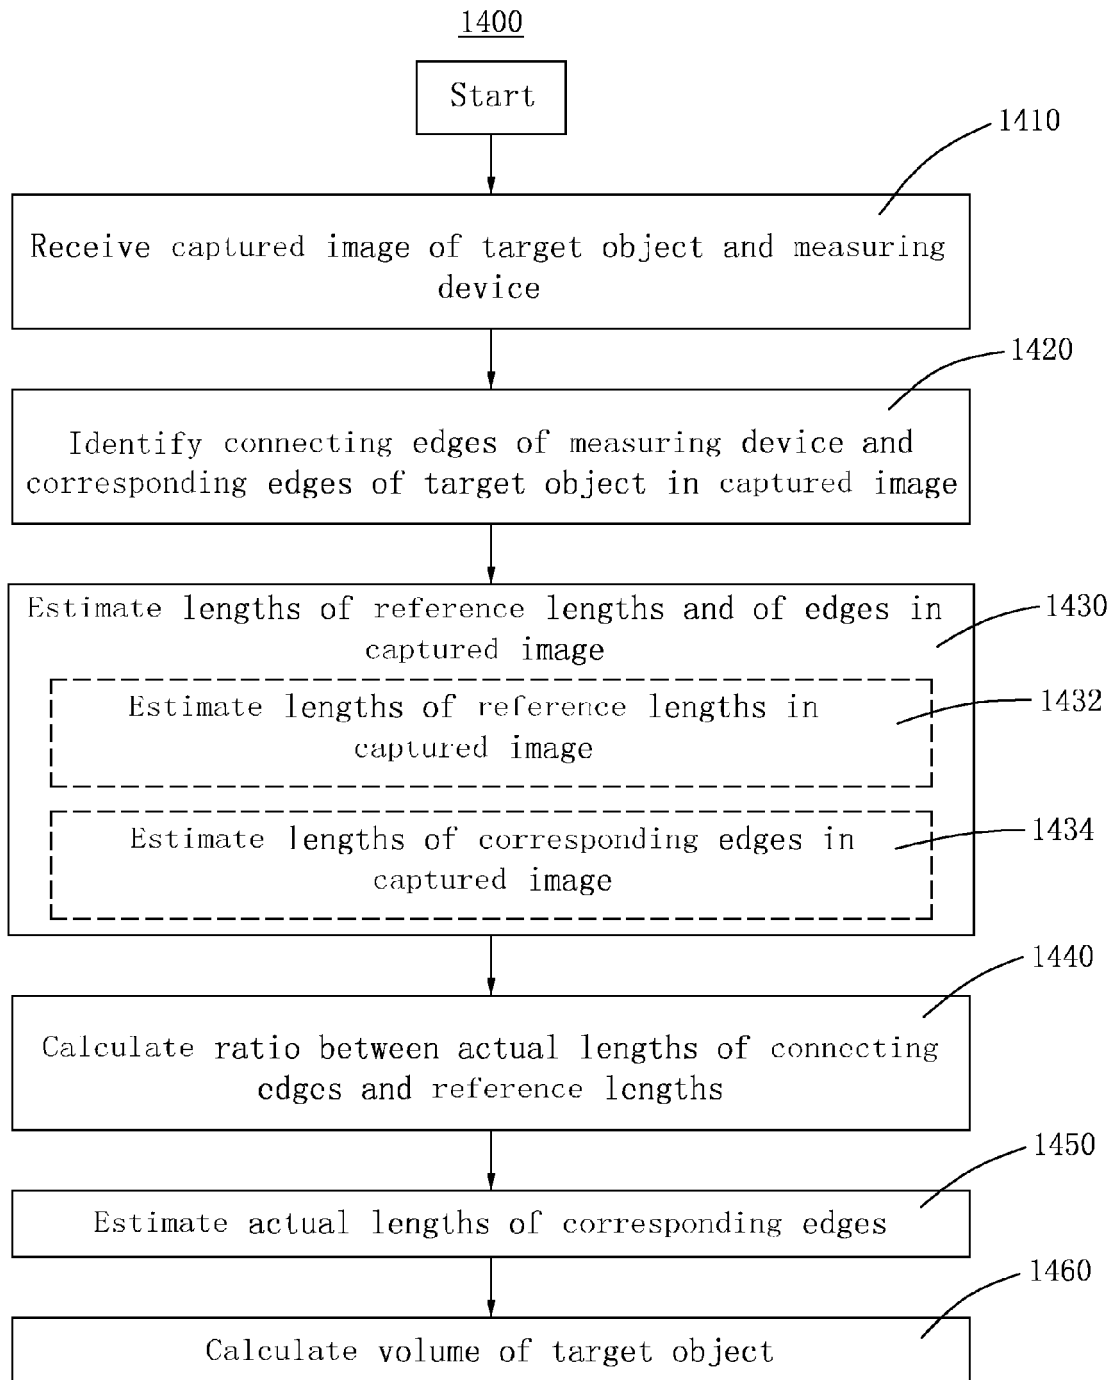 1400
Start
1410
Receive captured image of target object and measuring
device
1420
Identify connecting edges of measuring device and
corresponding edges of target object in captured image
1430
Estimate lengths of reference lengths and of edges in
captured image
1432
Estimate lengths of reference lengths in
captured image
1434
Estimate lengths of corresponding edges in
captured image
1440
Calculate ratio between actual lengths of connecting
edges and reference lengths
1450
Estimate actual lengths of corresponding edges
1460
Calculate volume of target object